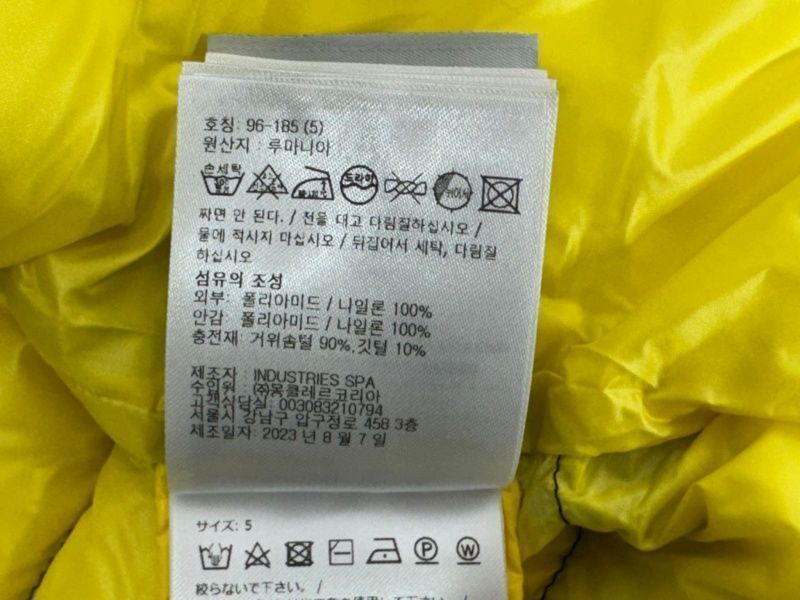 호칭: 96-185 (5)
원산지 : 루마니아
손세탁
드라이
짜면 안 된다. / 천을 대고 다림질하십시오 /
물에 적시지 마십시오 / 뒤집어서 세탁, 다림질
하십시오
섬유의 조성
외부: 폴리아미드 / 나일론 100%
안감: 폴리아미드 / 나일론 100%
충전재: 거위솜털 90%, 깃털 10%
제조자 : INDUSTRIES SPA
수입원 : ㈜몽클레르코리아
고객상담실: 003083210794
서울시 강남구 압구정로 458 3층
제조일자: 2023 년 8 월 7 일
サイズ: 5
P
W
絞らないで下さい。 /